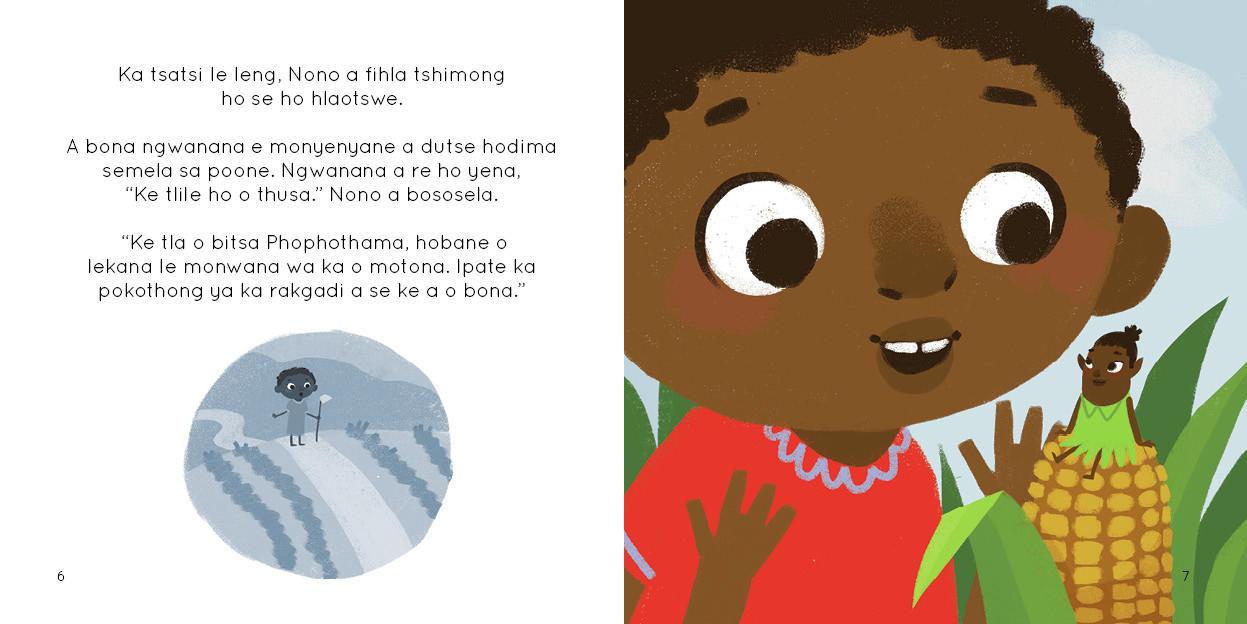 Ka tsatsi le leng, Nono a fihla tshimong
ho se ho hlaotswe.
A bona ngwanana e monyenyane a dutse hodima
semela sa poone. Ngwanana a re ho yena,
“Ke tlile ho o thusa.” Nono a bososela.
“Ke tla o bitsa Phophothama, hobane o
lekana le monwana wa ka o motona. Ipate ka
pokothong ya ka rakgadi a se ke a o bona.”
6
7